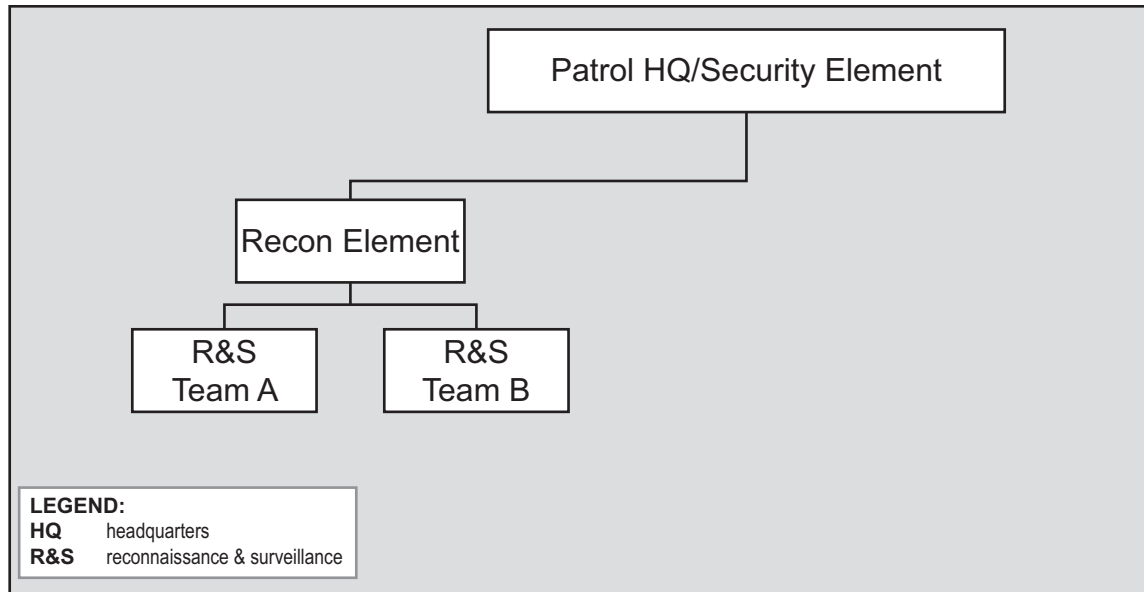 Patrol HQ/Security Element
Recon Element
R&S
Team A
R&S
Team B
LEGEND:
HQ headquarters
R&S reconnaissance & surveillance